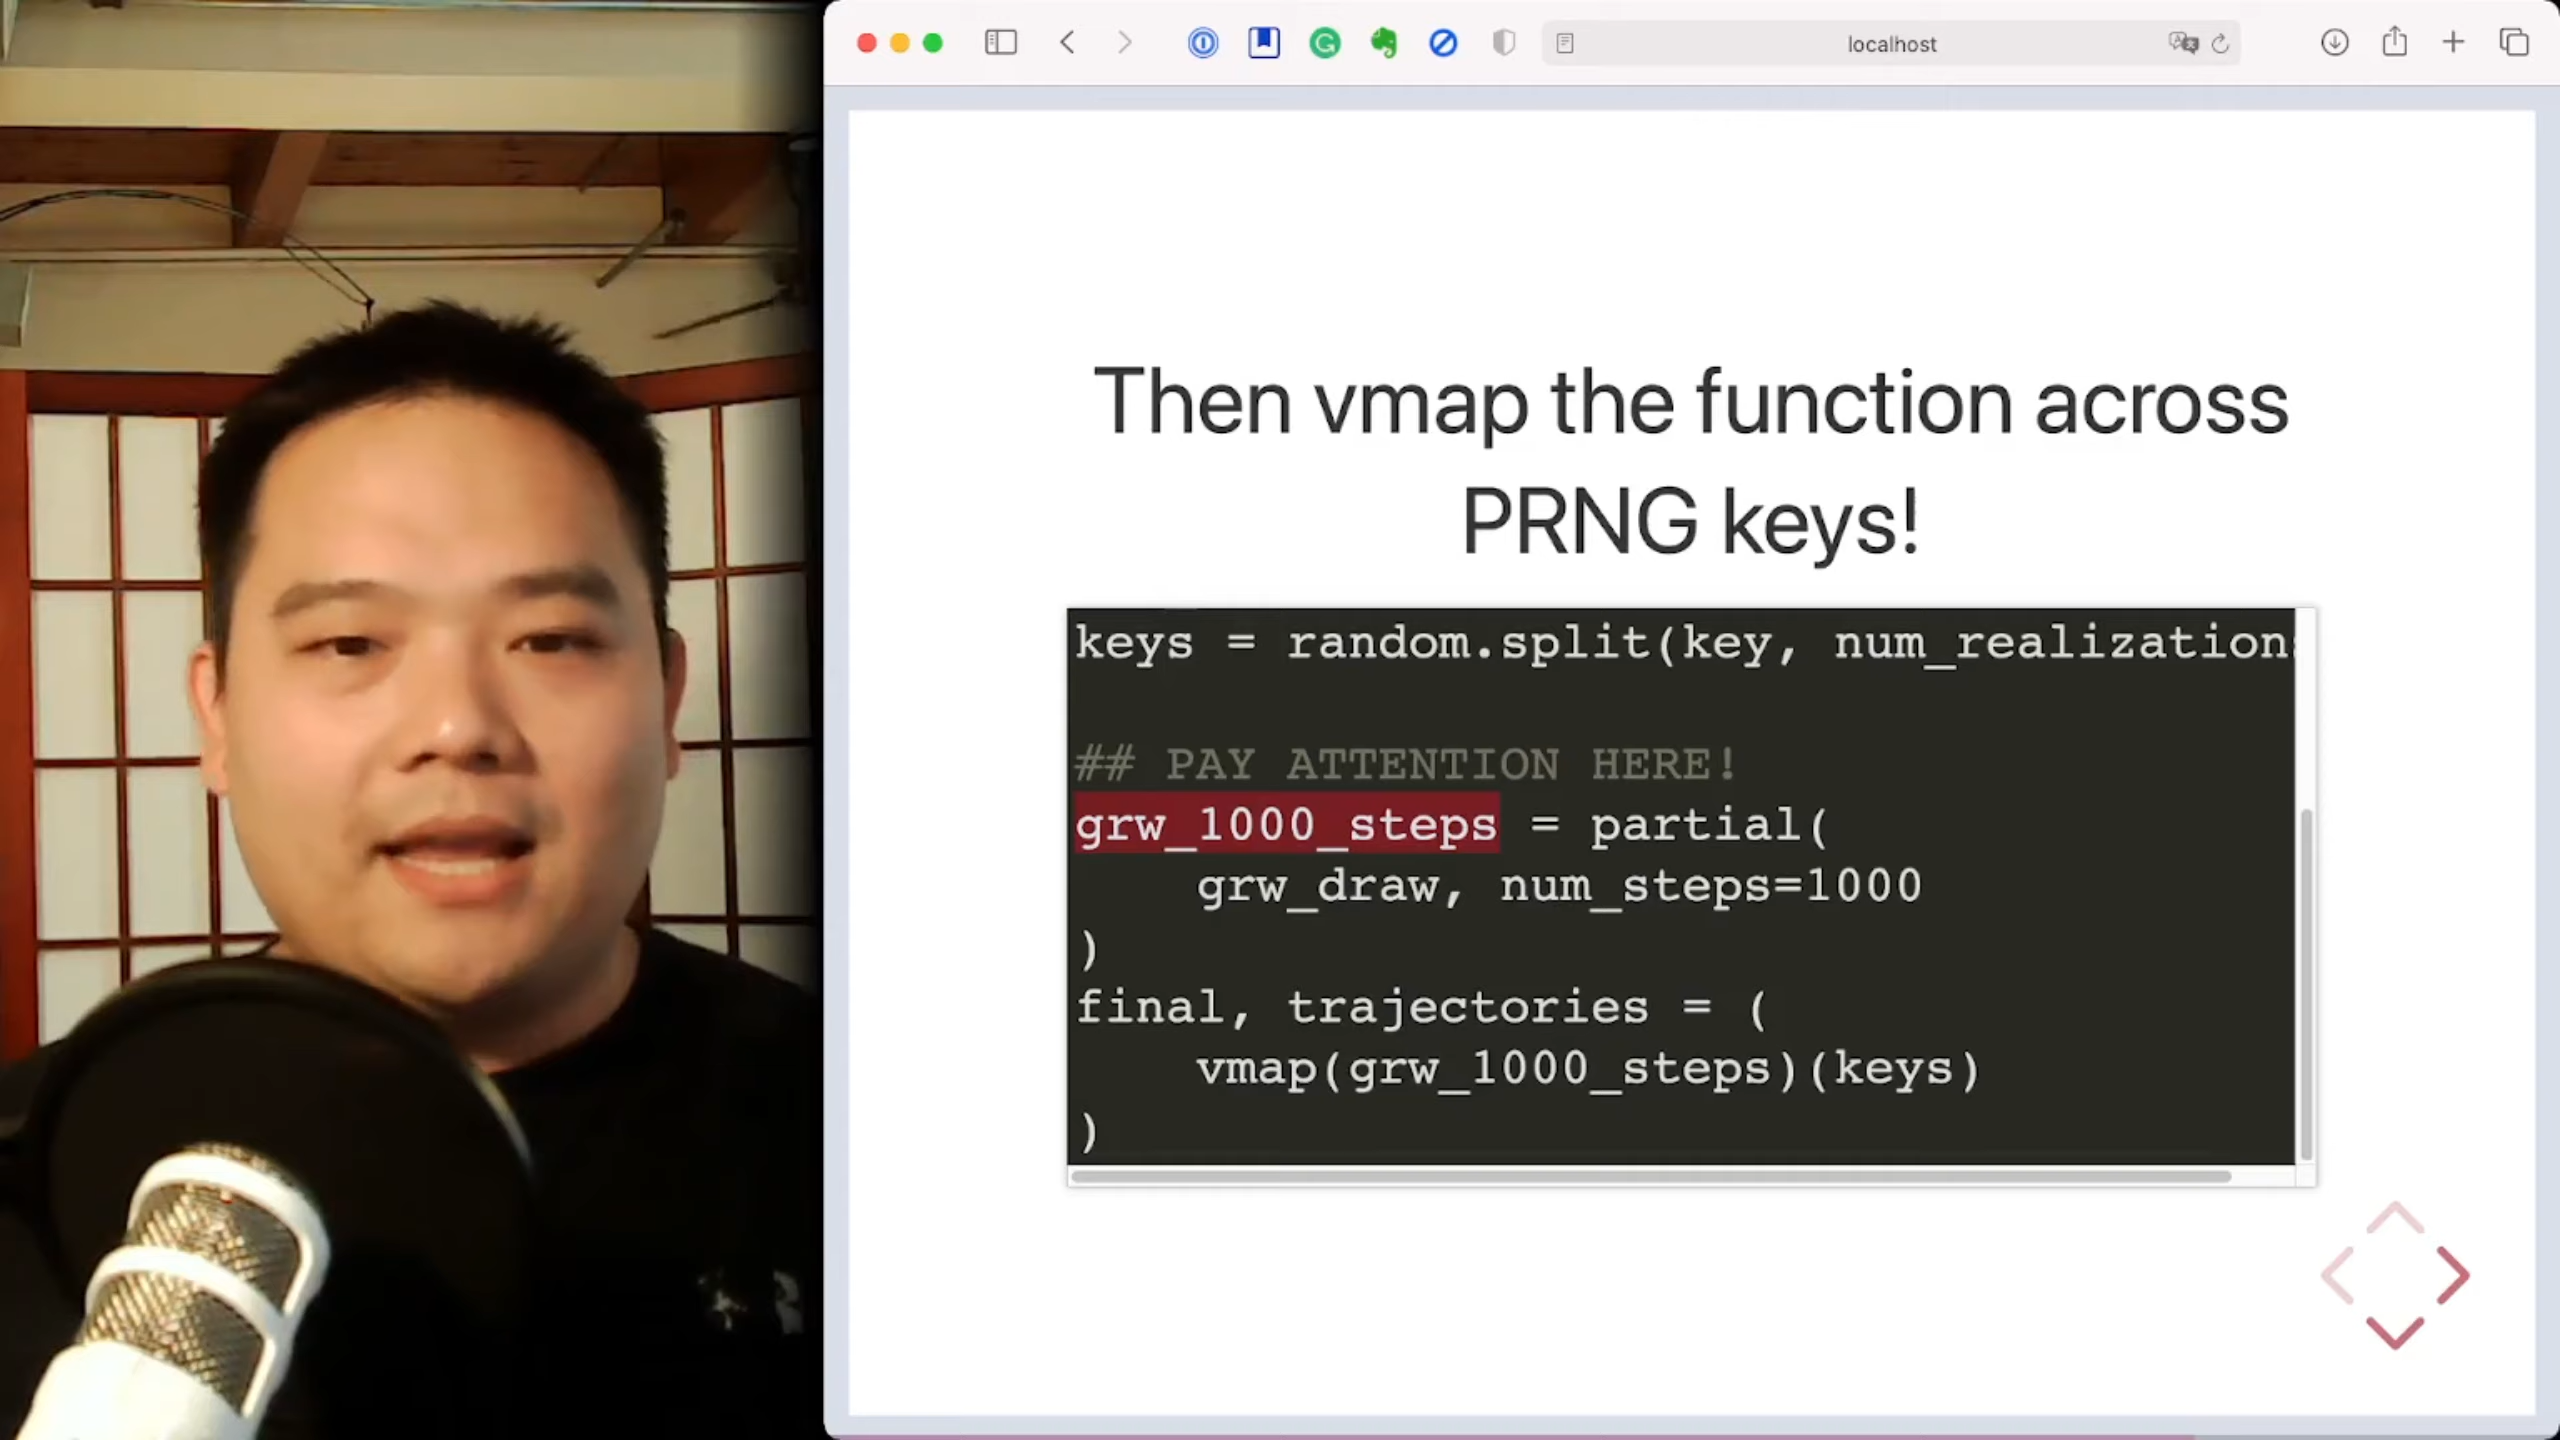 localhost
Then vmap the function across
PRNG keys!
keys = random.split(key, num_realization
## PAY ATTENTION HERE!
grw_1000_steps = partial(
    grw_draw, num_steps=1000
)
final, trajectories = (
    vmap(grw_1000_steps)(keys)
)